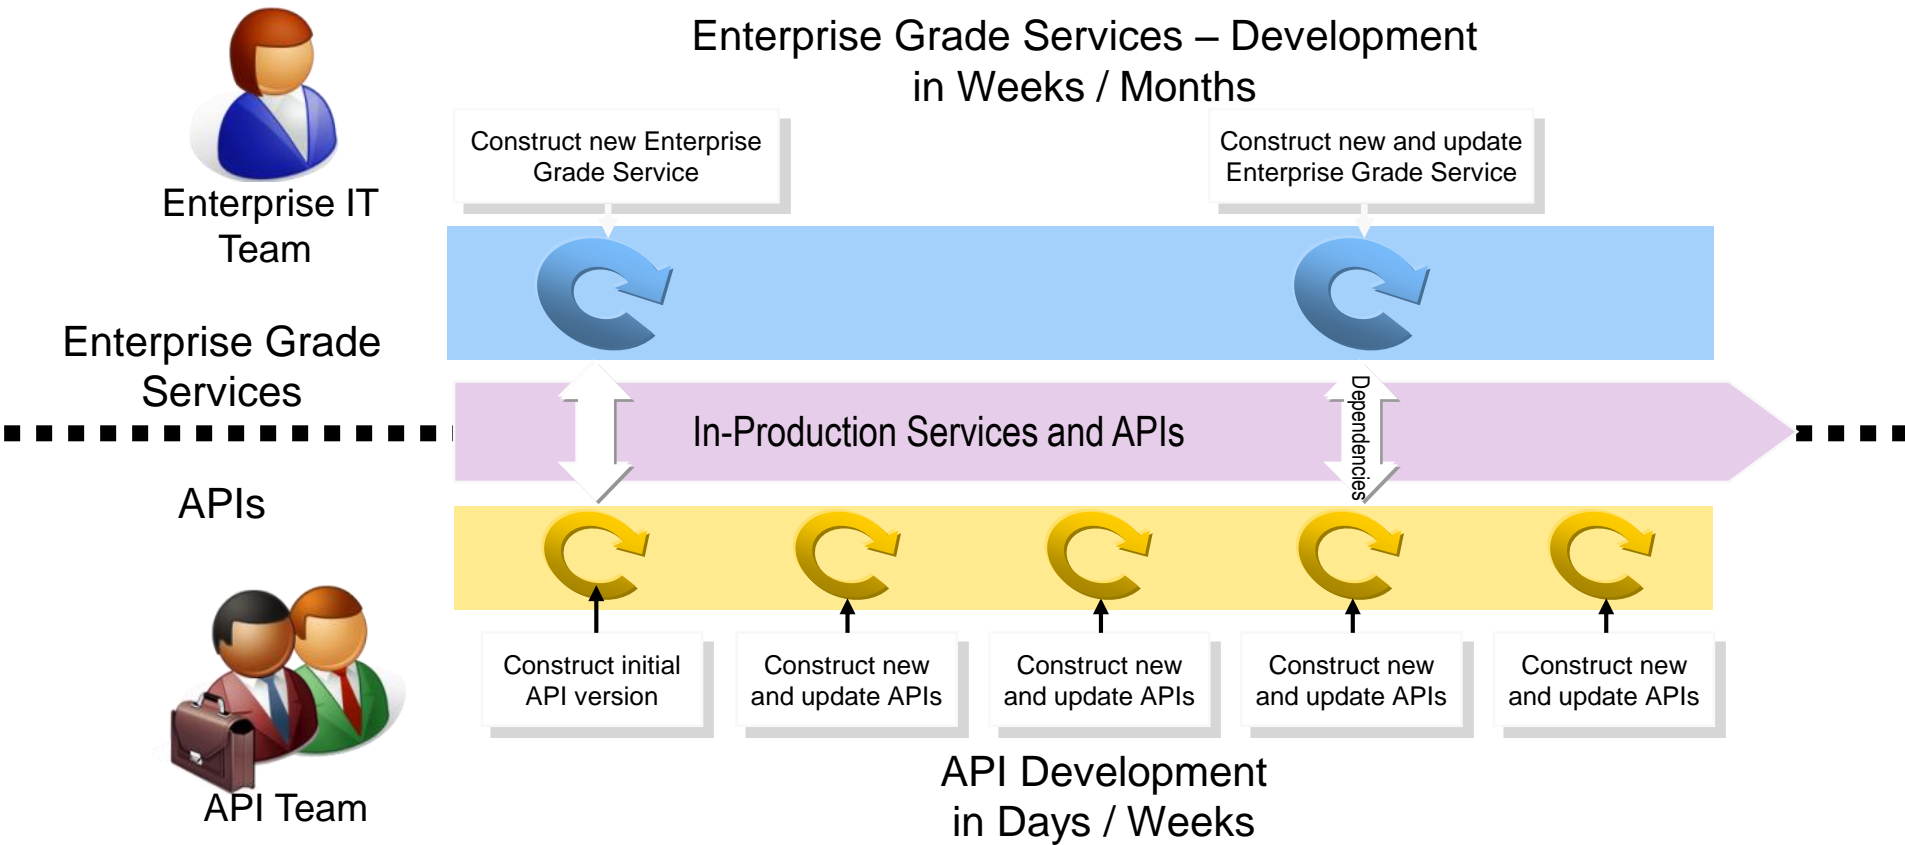 Enterprise Grade Services – Development
in Weeks / Months
Construct new Enterprise
Grade Service
Construct new and update
Enterprise Grade Service
Enterprise IT
Team
Enterprise Grade
Services
In-Production Services and APIs
Dependencies
APIs
Construct initial
API version
Construct new
and update APIs
Construct new
and update APIs
Construct new
and update APIs
Construct new
and update APIs
API Team
API Development
in Days / Weeks